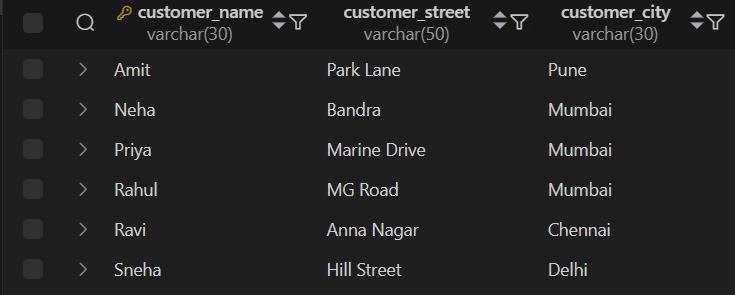 customer_name customer_street customer_city
varchar(30) varchar(50) varchar(30)
Amit Park Lane Pune
Neha Bandra Mumbai
Priya Marine Drive Mumbai
Rahul MG Road Mumbai
Ravi Anna Nagar Chennai
Sneha Hill Street Delhi